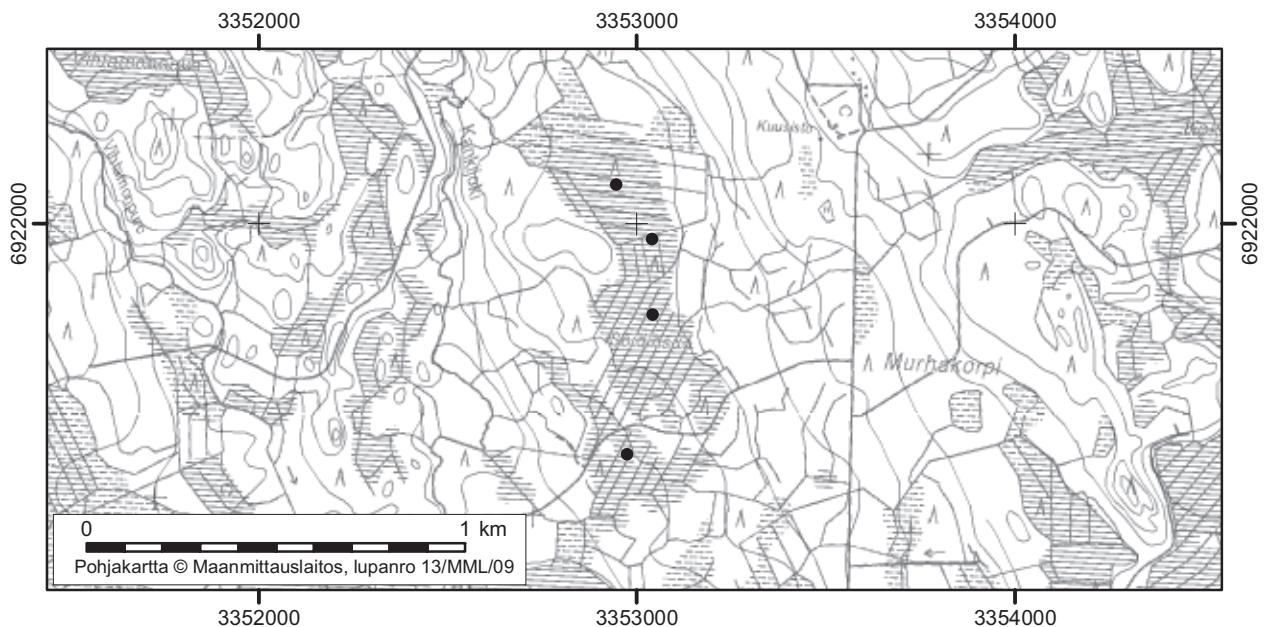 3352000 3353000 3354000
Kuusisto
6922000 6922000
Murhakorpi
0 1 km
Pohjakartta © Maanmittauslaitos, lupanro 13/MML/09
3352000 3353000 3354000